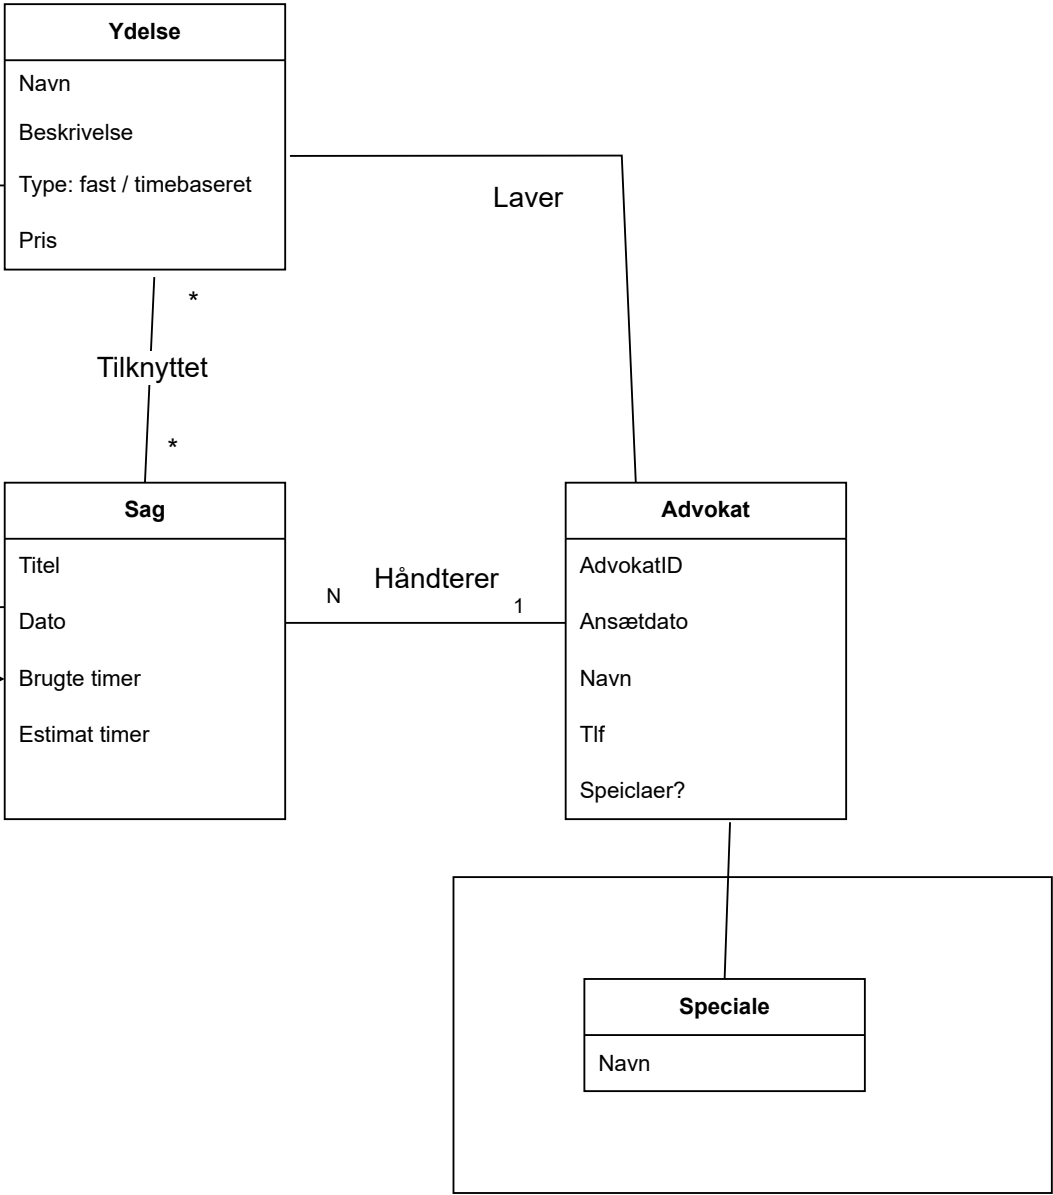 Ydelse
Navn
Beskrivelse
Type: fast / timebaseret
Pris
Laver
*
Tilknyttet
*
Sag
Titel
Dato
Brugte timer
Estimat timer
Håndterer
N
1
Advokat
AdvokatID
Ansætdato
Navn
Tlf
Speiclaer?
Speciale
Navn